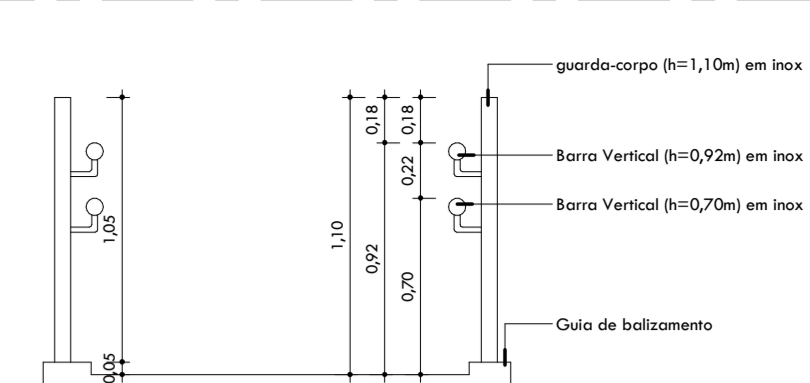 guarda-corpo (h=1,10m) em inox
0,18
0,18
Barra Vertical (h=0,92m) em inox
0,22
Barra Vertical (h=0,70m) em inox
1,05
1,10
0,92
0,70
Guia de balizamento
0,05